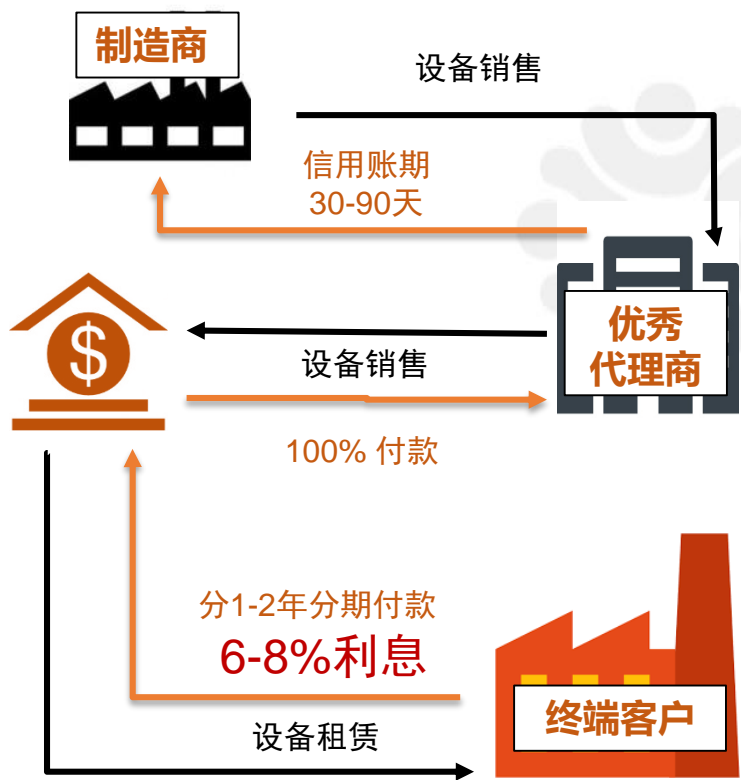 制造商
设备销售
信用账期
30-90天
优秀
代理商
$
设备销售
100% 付款
分1-2年分期付款
6-8%利息
终端客户
设备租赁